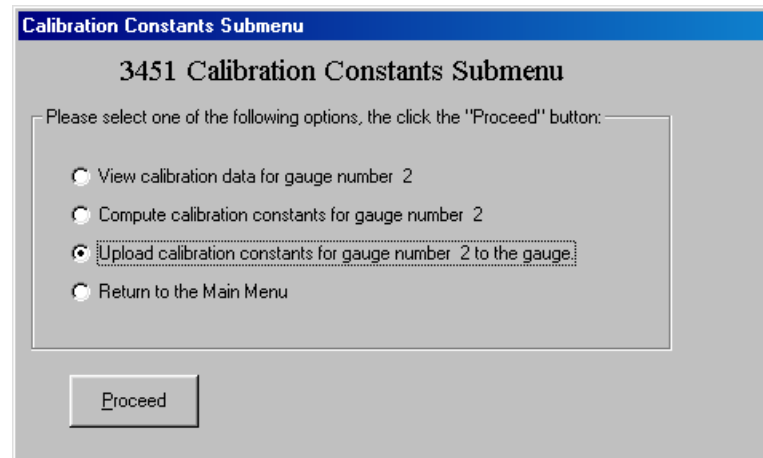 Calibration Constants Submenu
3451 Calibration Constants Submenu
Please select one of the following options, the click the "Proceed" button:
View calibration data for gauge number 2
Compute calibration constants for gauge number 2
Upload calibration constants for gauge number 2 to the gauge.
Return to the Main Menu
Proceed